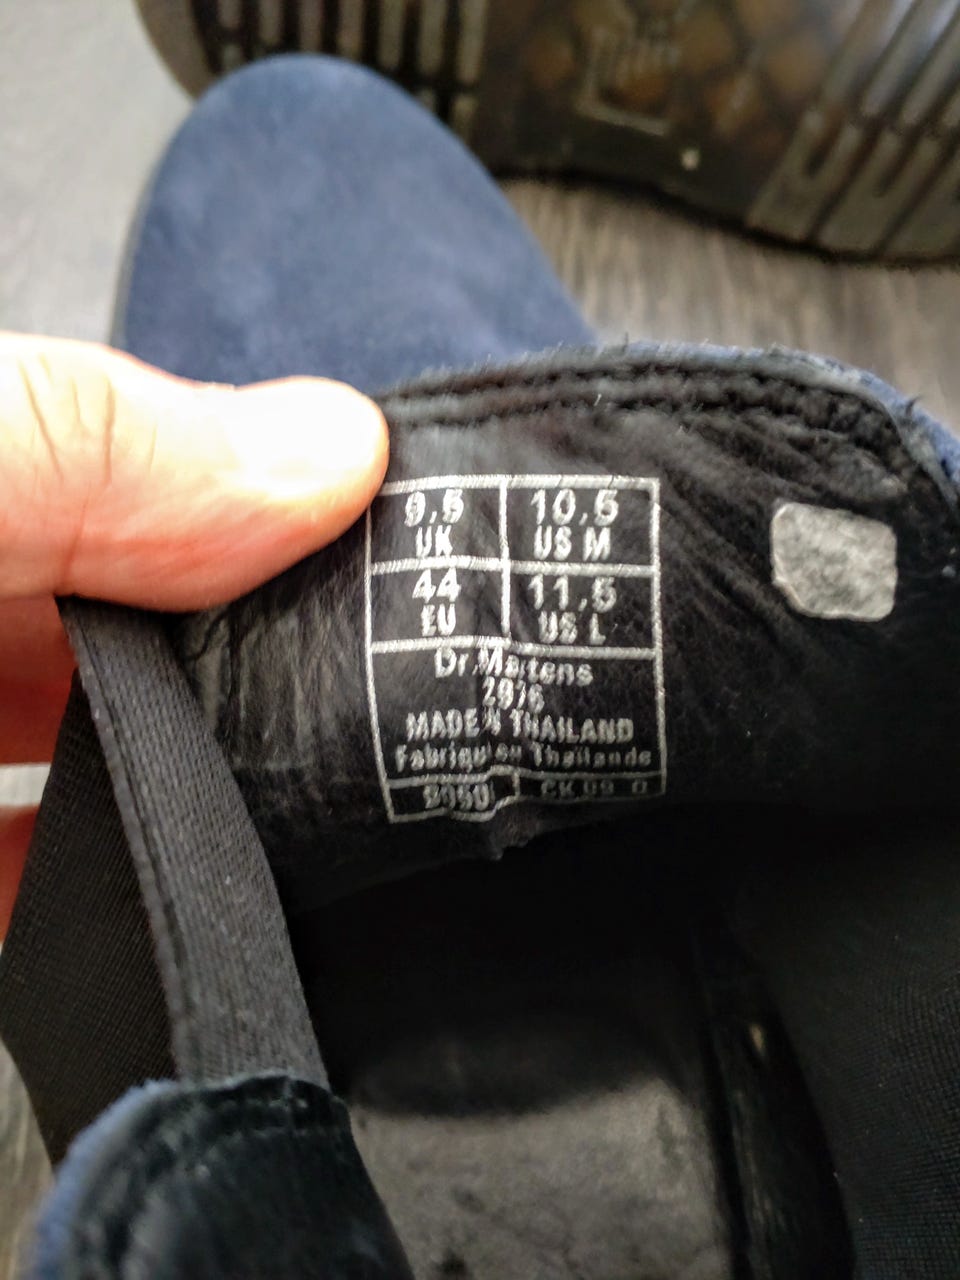 9,5 10,5
UK US M
44 11,5
EU US L
Dr.Martens
2976
MADE IN THAILAND
Fabriqué en Thaïlande